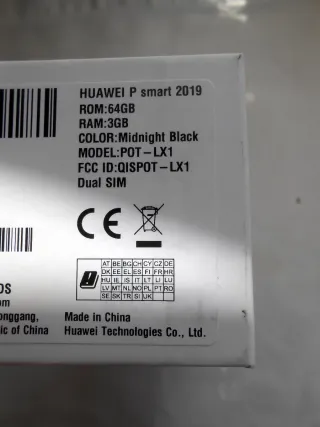 HUAWEI P smart 2019
ROM:64GB
RAM:3GB
COLOR:Midnight Black
MODEL:POT-LX1
FCC ID:QISPOT-LX1
Dual SIM
CE
AT BE BG CH CY CZ DE
DK EE EL ES FI FR HR
HU IE IS IT LT LI LU
LV MT NL NO PL PT RO
SE SK TR SI UK
DS
om
onggang,
ic of China
Made in China
Huawei Technologies Co., Ltd.